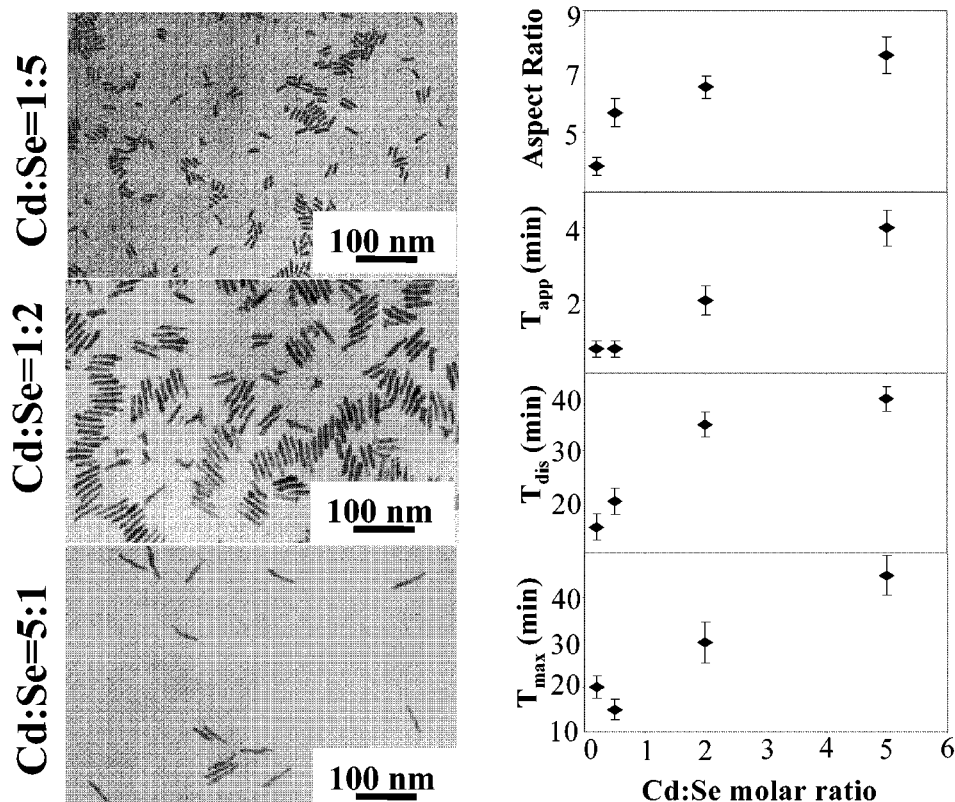 Cd:Se=1:5
100 nm
Cd:Se=1:2
100 nm
Cd:Se=5:1
100 nm
Aspect Ratio
9
7
5
T_app (min)
4
2
T_dis (min)
40
30
20
T_max (min)
40
30
20
10
0 1 2 3 4 5 6
Cd:Se molar ratio